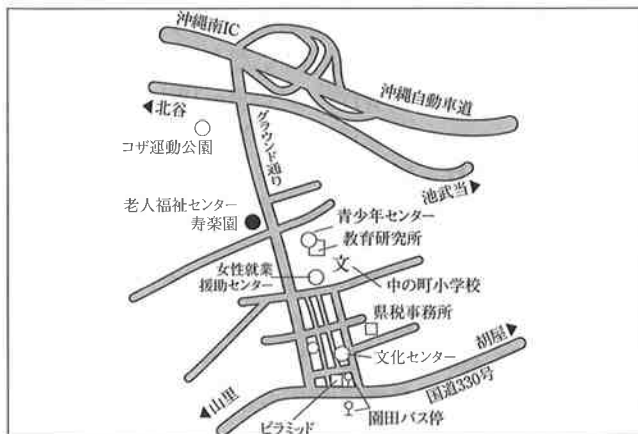 沖縄南IC
沖縄自動車道
◀北谷
コザ運動公園
グラウンド通り
池武当▶
老人福祉センター
寿楽園
青少年センター
教育研究所
女性就業
援助センター
文
中の町小学校
県税事務所
文化センター
胡屋▶
国道330号
◀山里
ピラミッド
園田バス停